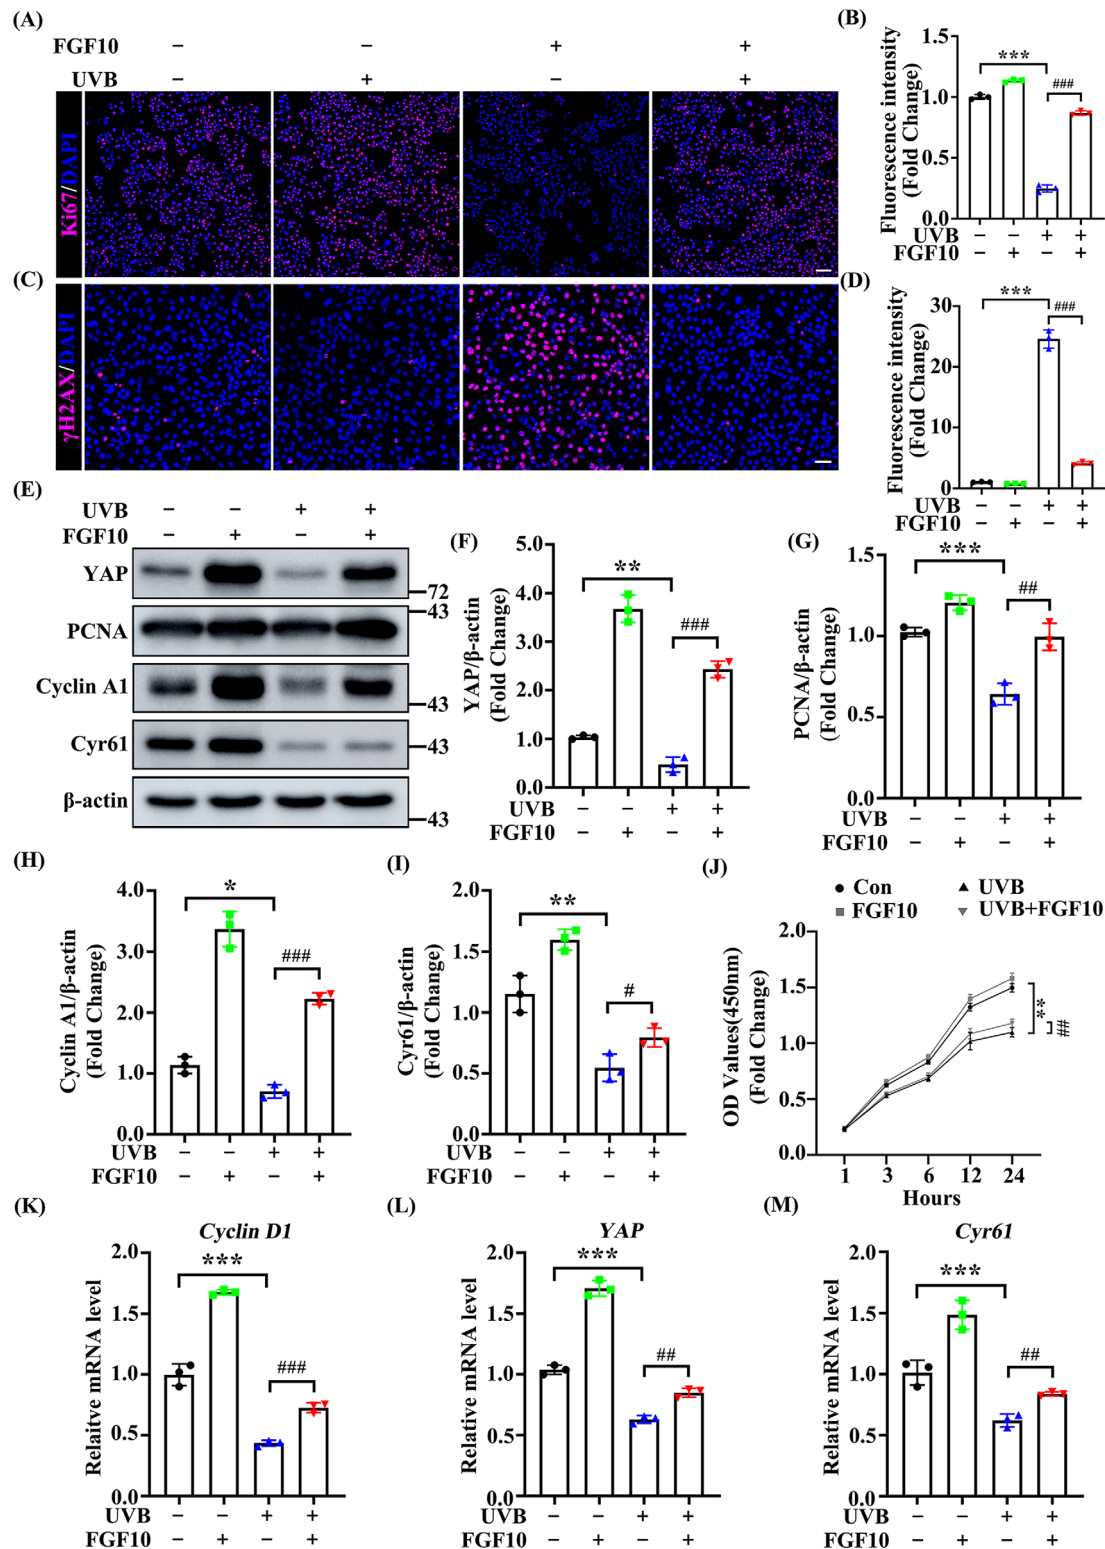 (A)
FGF10 − − + +
UVB − + − +
Ki67/DAPI
(B)
Fluorescence intensity
(Fold Change)
1.5
1.0
0.5
0.0
***
###
UVB − − + +
FGF10 − + − +
(C)
γH2AX/DAPI
(D)
Fluorescence intensity
(Fold Change)
30
20
10
0
***
###
UVB − − + +
FGF10 − + − +
(E)
UVB − − + +
FGF10 − + − +
YAP
72
43
PCNA
Cyclin A1
43
Cyr61
43
β-actin
43
(F)
YAP/β-actin
(Fold Change)
5.0
4.0
3.0
2.0
1.0
0.0
**
###
UVB − − + +
FGF10 − + − +
(G)
PCNA/β-actin
(Fold Change)
1.5
1.0
0.5
0.0
***
##
UVB − − + +
FGF10 − + − +
(H)
Cyclin A1/β-actin
(Fold Change)
4.0
3.0
2.0
1.0
0.0
*
###
UVB − − + +
FGF10 − + − +
(I)
Cyr61/β-actin
(Fold Change)
2.0
1.5
1.0
0.5
0.0
**
#
UVB − − + +
FGF10 − + − +
(J)
Con
UVB
FGF10
UVB+FGF10
OD Values(450nm)
(Fold Change)
2.0
1.5
1.0
0.5
0.0
**
##
1 3 6 12 24
Hours
(K)
Cyclin D1
Relaitve mRNA level
2.0
1.5
1.0
0.5
0.0
***
###
UVB − − + +
FGF10 − + − +
(L)
YAP
Relative mRNA level
2.0
1.5
1.0
0.5
0.0
***
##
UVB − − + +
FGF10 − + − +
(M)
Cyr61
Relative mRNA level
2.0
1.5
1.0
0.5
0.0
***
##
UVB − − + +
FGF10 − + − +